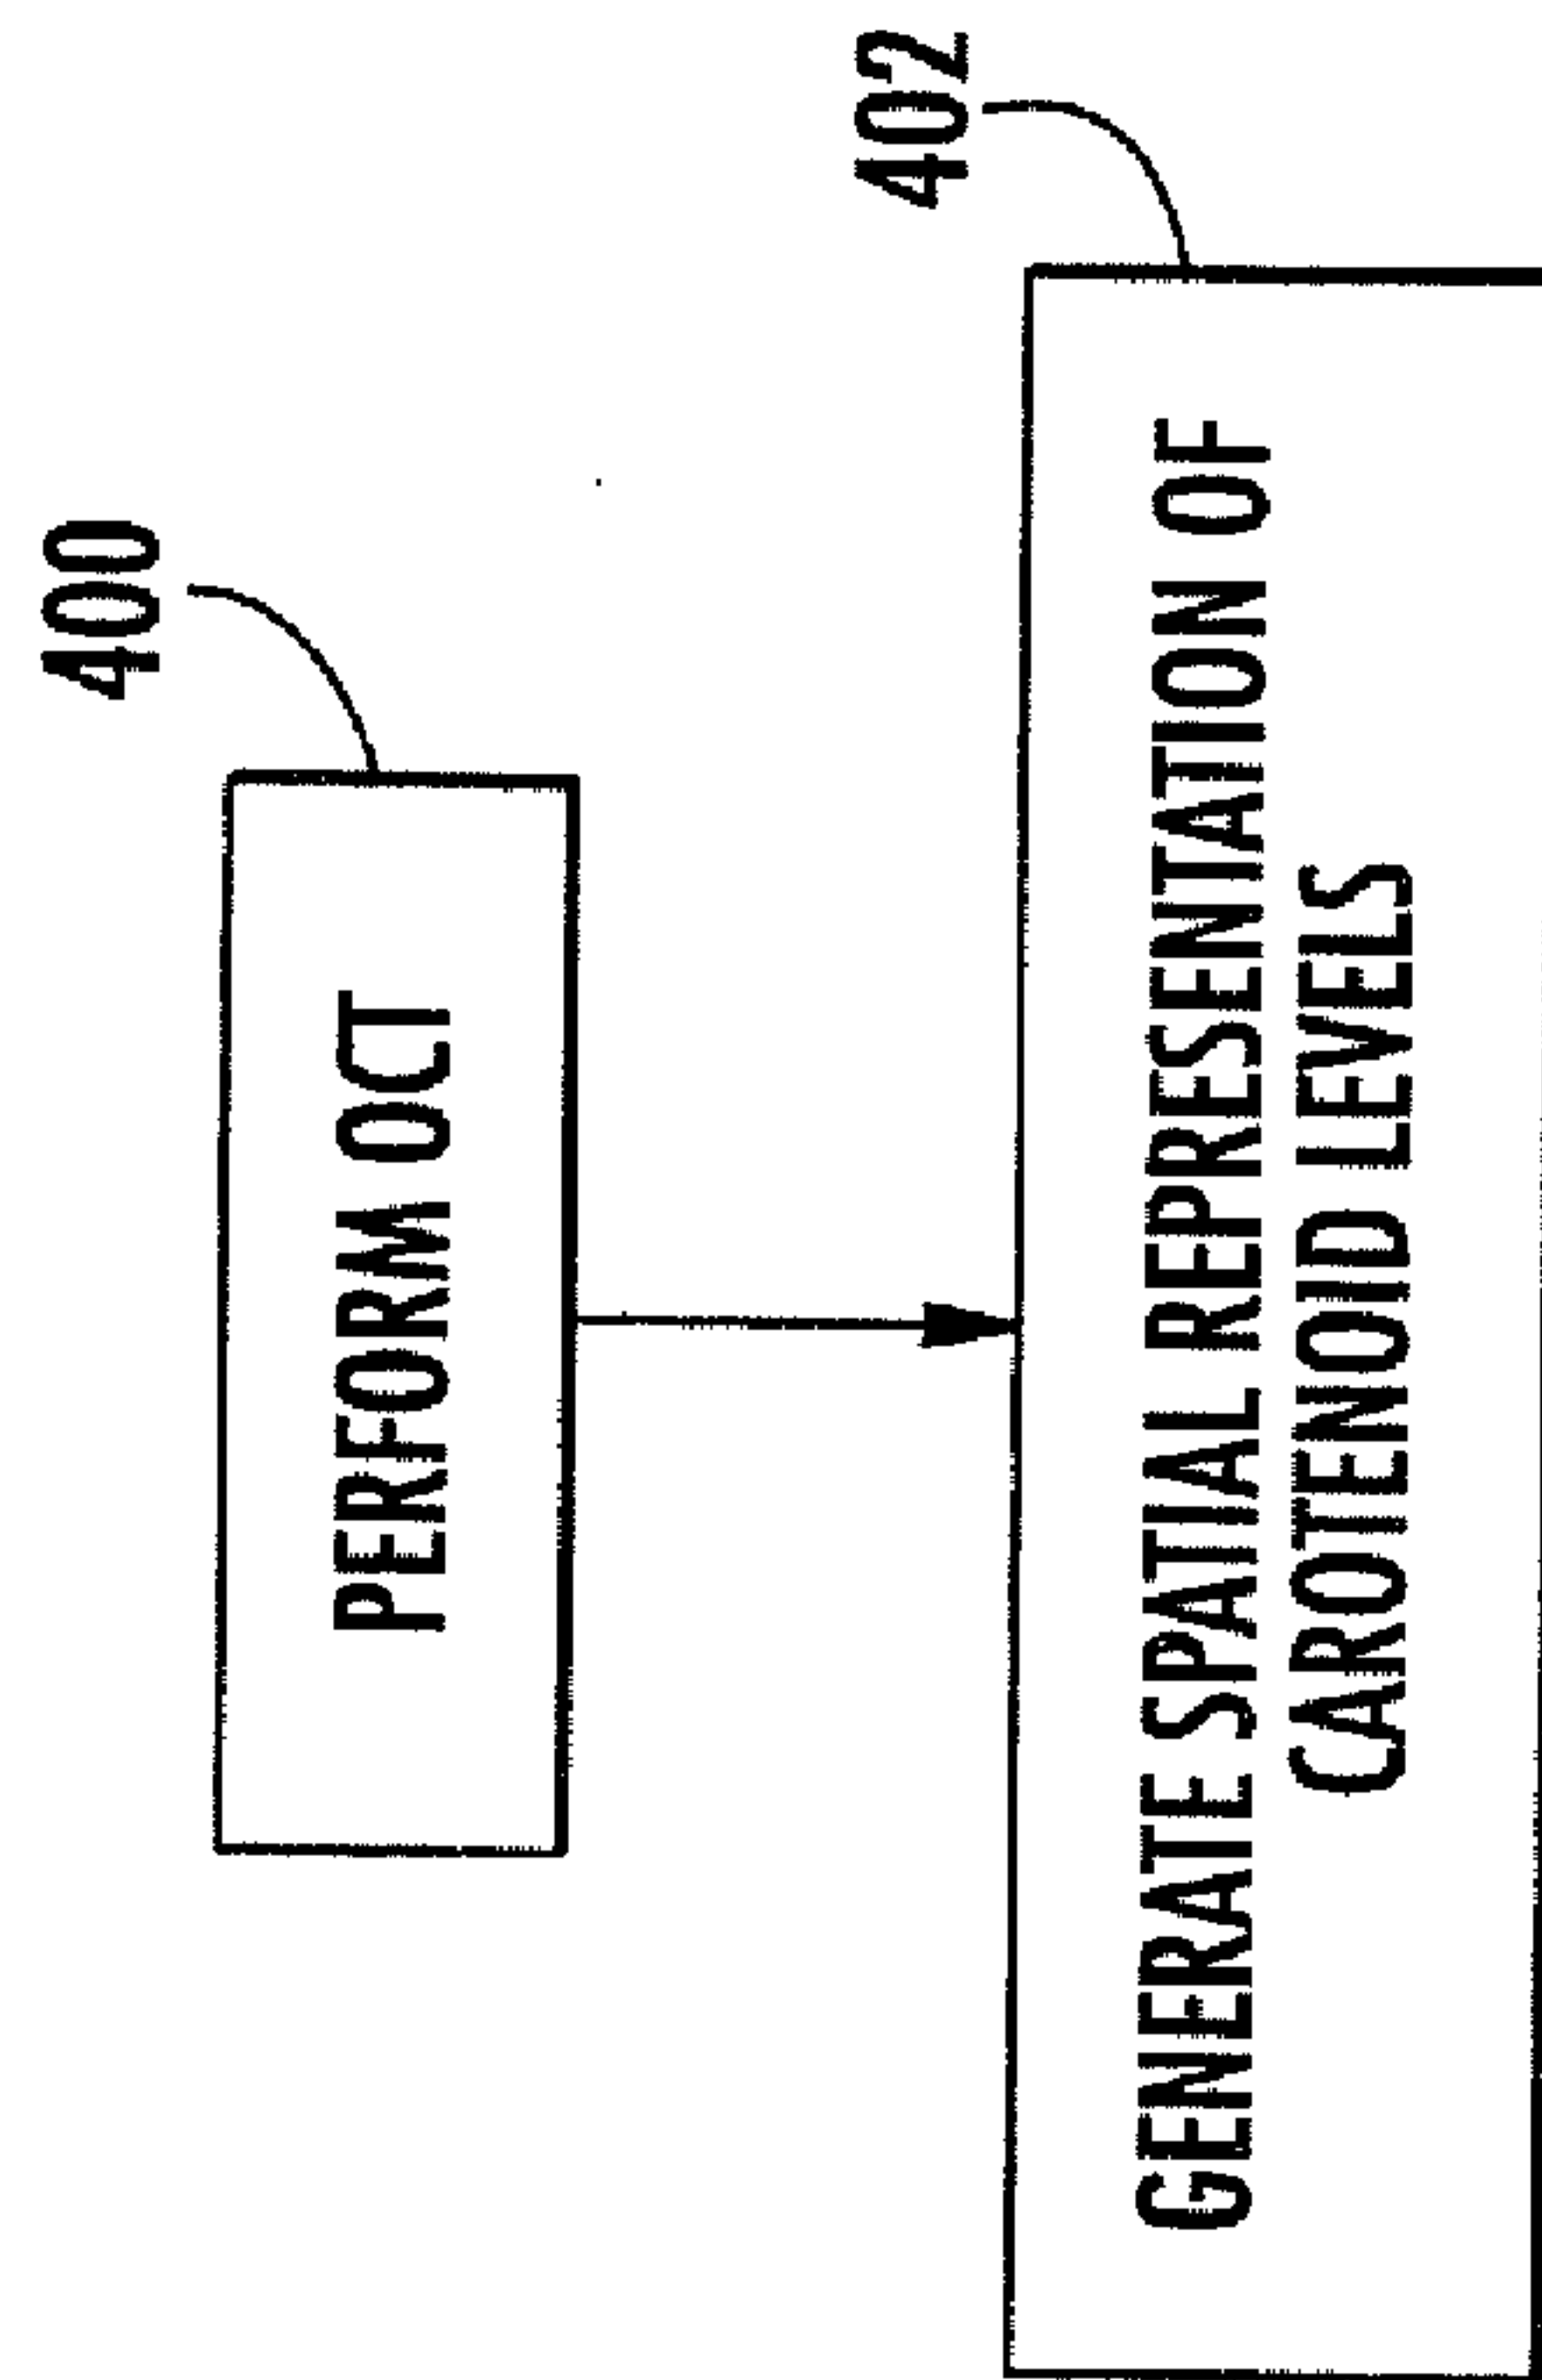 400
PERFORM OCT
402
GENERATE SPATIAL REPRESENTATION OF
CAROTENOID LEVELS